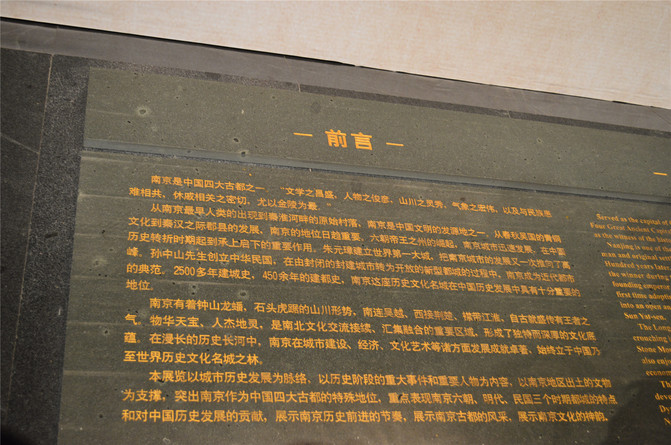 — 前言 —
南京是中国四大古都之一，“文学之昌盛，人物之俊彦，山川之灵秀，气象之宏伟，以及与民族患
难相共，休戚相关之密切，尤以金陵为最。”
从南京最早人类的出现到秦淮河畔的原始村落，南京是中国文明的发源地之一。从春秋吴国的青铜
文化到秦汉之际郡县的发展，南京的地位日趋重要。六朝帝王之州的崛起，南京城市迅速发展，在中国
历史转折时期起到承上启下的重要作用。朱元璋建立世界第一大城，把南京城市的发展又一次推向了高
峰。孙中山先生创立中华民国，在由封闭的封建城市转为开放的新型都城的过程中，南京成为近代都市
的典范。2500多年建城史，450余年的建都史，南京这座历史文化名城在中国历史发展中具有十分重要的
地位。
南京有着钟山龙蟠，石头虎踞的山川形势，南连吴越，西接荆楚，襟带江淮，自古就盛传有王者之
气。物华天宝，人杰地灵，是南北文化交流接续、汇集融合的重要区域，形成了独特而深厚的文化底
蕴。在漫长的历史长河中，南京在城市建设、经济、文化艺术等诸方面发展成就卓著，始终立于中国乃
至世界历史文化名城之林。
本展览以城市历史发展为脉络，以历史阶段的重大事件和重要人物为内容，以南京地区出土的文物
为支撑，突出南京作为中国四大古都的特殊地位，重点表现南京六朝、明代、民国三个时期都城的特点
和对中国历史发展的贡献，展示南京历史前进的节奏，展示南京古都的风采，展示南京文化的神韵。
—
Served as the capital of
Four Great Ancient Ca
as the witness of the lo
Nanjing is
man and original
Hundred years later
the winning
founding emperor
first time
into an open
Sun Yat-sen.
The
crouching
Stone
also enjoy
economy
The
deve
Dy